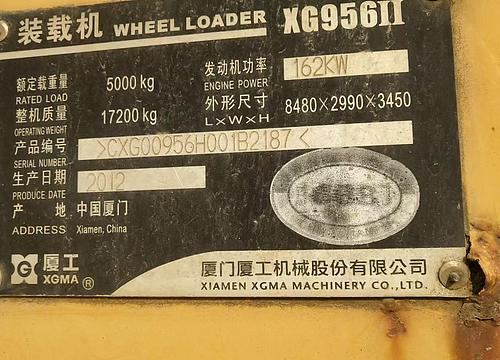 装载机 WHEEL LOADER XG956II
额定载重量 5000 kg 发动机功率 162KW
RATED LOAD ENGINE POWER
整机质量 17200 kg 外形尺寸 8480×2990×3450
OPERATING WEIGHT L×W×H
产品编号 >CXG00956H001B2187<
SERIAL NUMBER
生产日期 2012
PRODUCE DATE
产 地 中国厦门
ADDRESS Xiamen, China
厦工 厦门厦工机械股份有限公司
XGMA ® XIAMEN XGMA MACHINERY CO.,LTD.